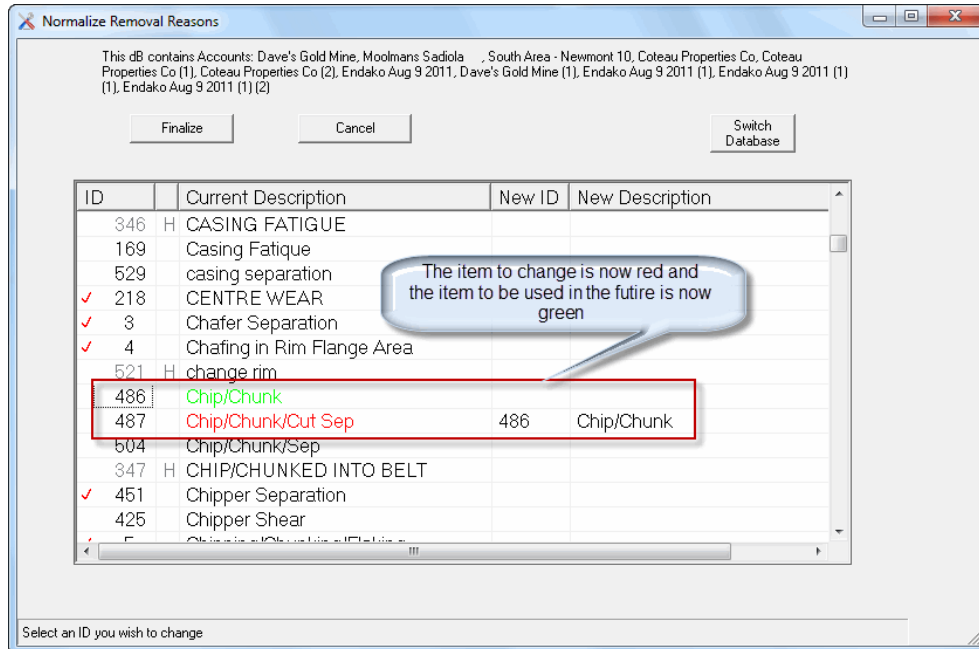 Normalize Removal Reasons
This dB contains Accounts: Dave's Gold Mine, Moolmans Sadiola , South Area - Newmont 10, Coteau Properties Co, Coteau
Properties Co (1), Coteau Properties Co (2), Endako Aug 9 2011, Dave's Gold Mine (1), Endako Aug 9 2011 (1), Endako Aug 9 2011 (1)
(1), Endako Aug 9 2011 (1) (2)
Finalize Cancel Switch
Database
ID Current Description New ID New Description
346 H CASING FATIGUE
169 Casing Fatique
529 casing separation
218 CENTRE WEAR
3 Chafer Separation
4 Chafing in Rim Flange Area
521 H change rim
486 Chip/Chunk
487 Chip/Chunk/Cut Sep 486 Chip/Chunk
504 Chip/Chunk/Sep
347 H CHIP/CHUNKED INTO BELT
451 Chipper Separation
425 Chipper Shear
The item to change is now red and
the item to be used in the futire is now
green
Select an ID you wish to change